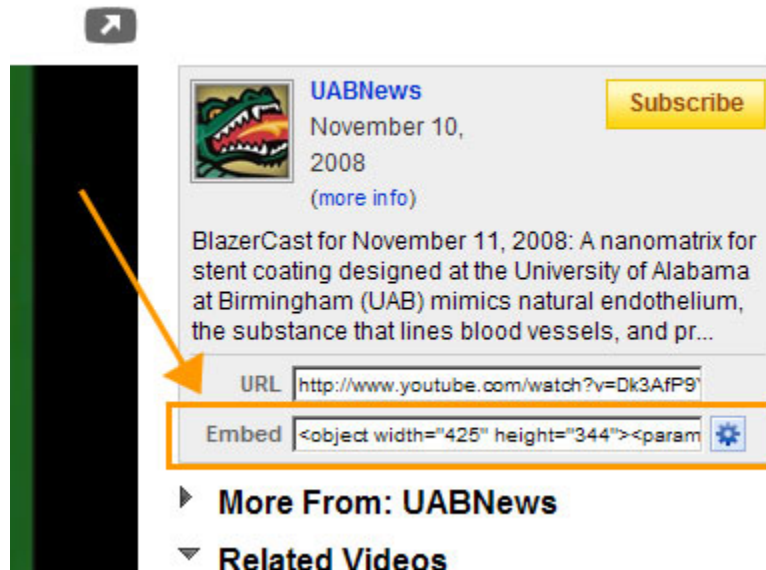 UABNews
Subscribe
November 10,
2008
(more info)
BlazerCast for November 11, 2008: A nanomatrix for
stent coating designed at the University of Alabama
at Birmingham (UAB) mimics natural endothelium,
the substance that lines blood vessels, and pr...
URL http://www.youtube.com/watch?v=Dk3AfP9
Embed <object width="425" height="344"><param
More From: UABNews
Related Videos